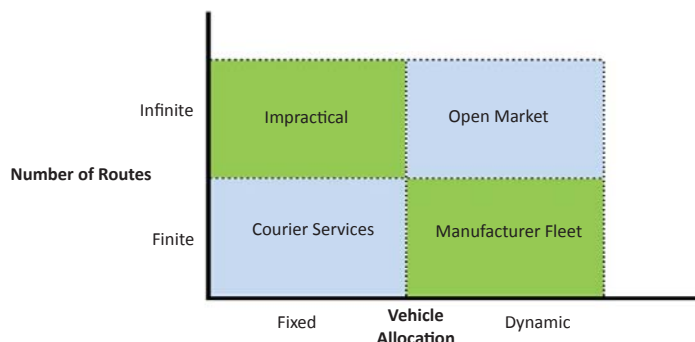 Infinite
Impractical
Open Market
Number of Routes
Finite
Courier Services
Manufacturer Fleet
Fixed
Vehicle
Allocation
Dynamic